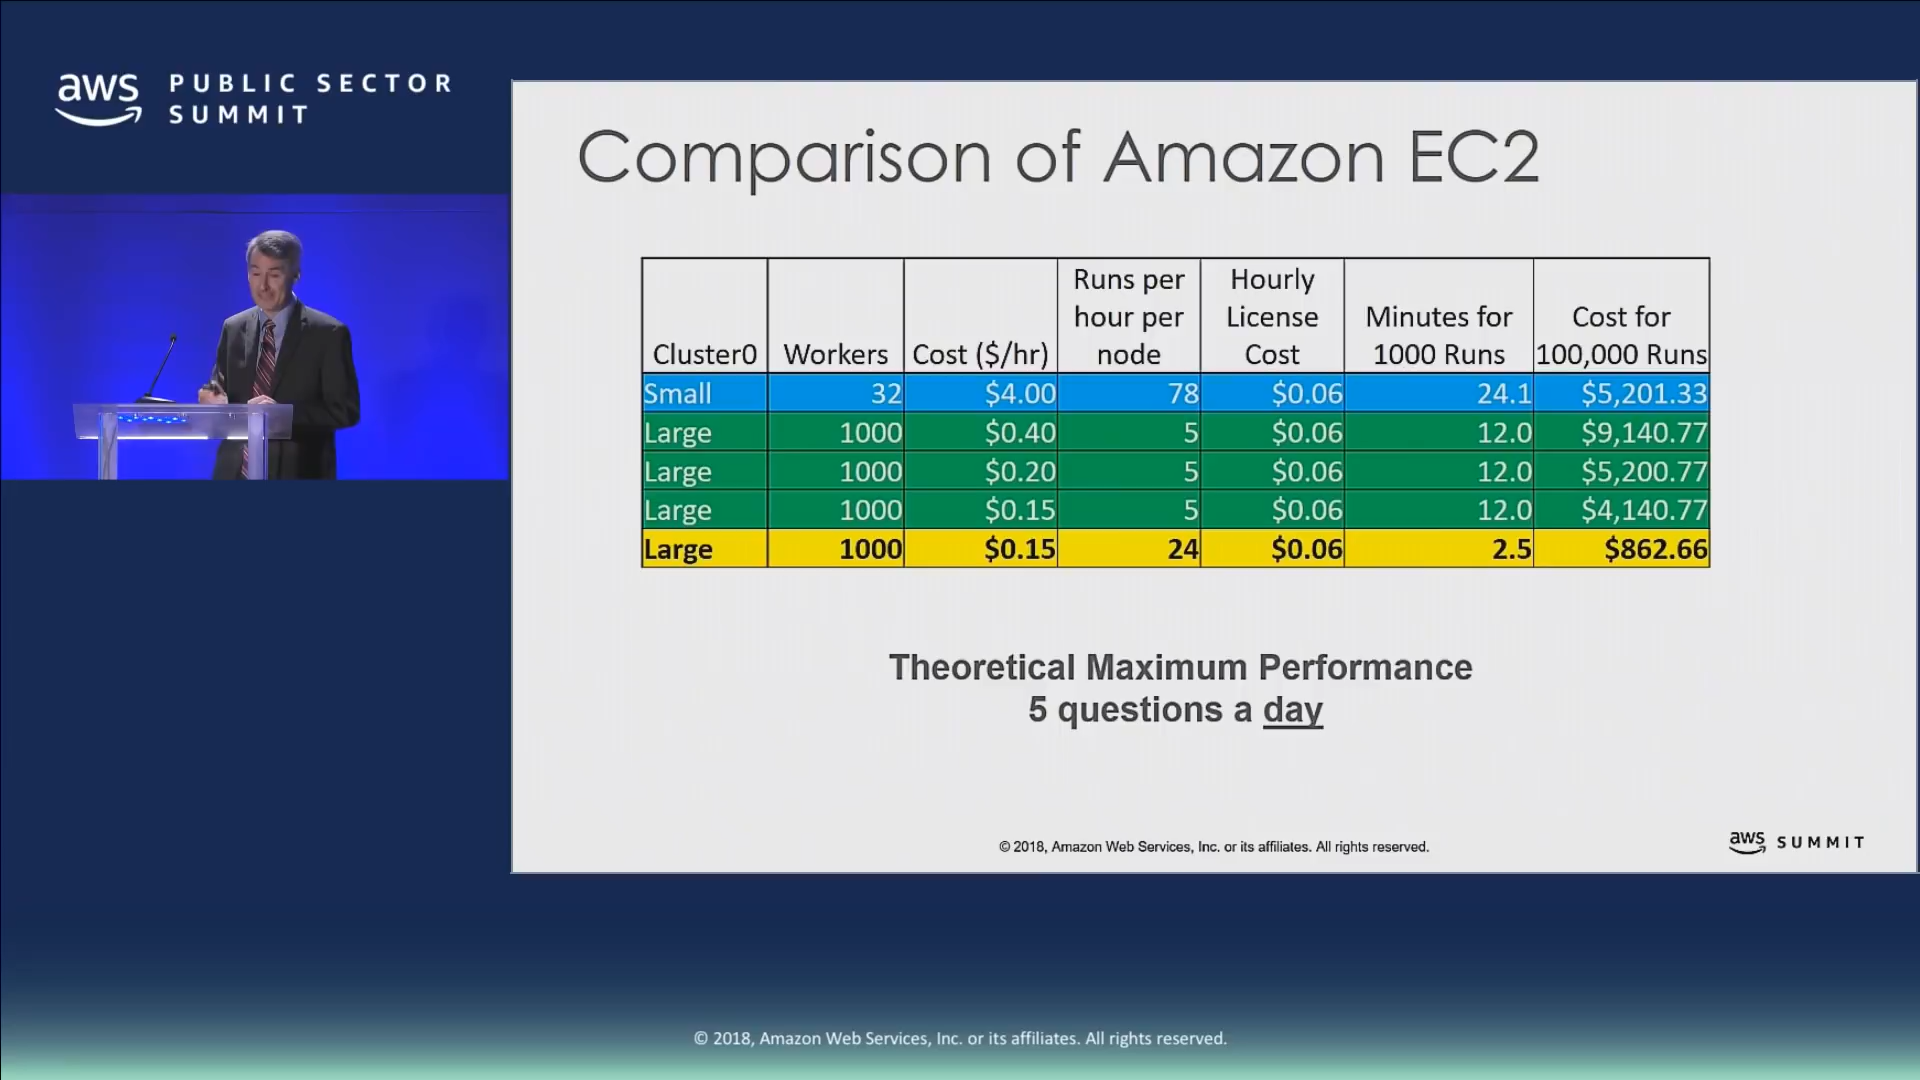 aws PUBLIC SECTOR
SUMMIT
Comparison of Amazon EC2
Cluster0 Workers Cost ($/hr) Runs per hour per node Hourly License Cost Minutes for 1000 Runs Cost for 100,000 Runs
Small 32 $4.00 78 $0.06 24.1 $5,201.33
Large 1000 $0.40 5 $0.06 12.0 $9,140.77
Large 1000 $0.20 5 $0.06 12.0 $5,200.77
Large 1000 $0.15 5 $0.06 12.0 $4,140.77
Large 1000 $0.15 24 $0.06 2.5 $862.66
Theoretical Maximum Performance
5 questions a day
© 2018, Amazon Web Services, Inc. or its affiliates. All rights reserved.
aws SUMMIT
© 2018, Amazon Web Services, Inc. or its affiliates. All rights reserved.